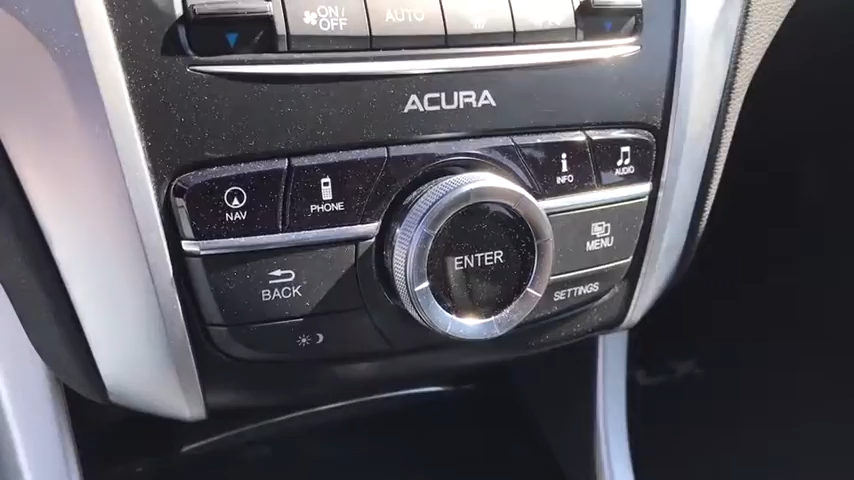 ON/
OFF
AUTO
ACURA
NAV
PHONE
INFO
AUDIO
ENTER
MENU
BACK
SETTINGS